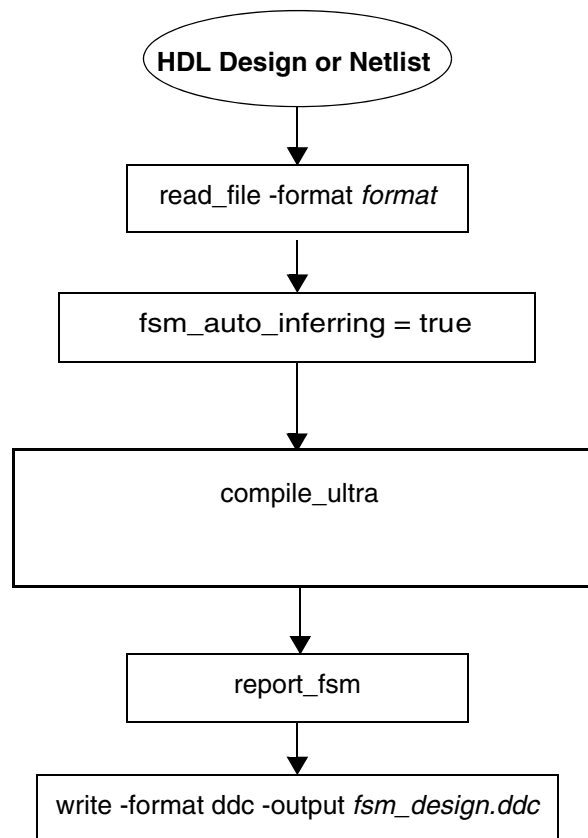 HDL Design or Netlist
read_file -format format
fsm_auto_inferring = true
compile_ultra
report_fsm
write -format ddc -output fsm_design.ddc